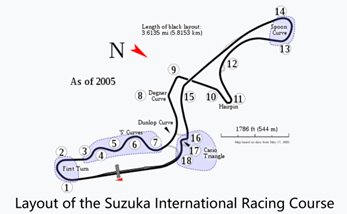 14
Length of black layout:
3.6135 mi (5.8153 km)
Spoon
Curve
13
N
12
9
As of 2005
Degner
Curve
8
15
10
11
Hairpin
Dunlop Curve
1786 ft (544 m)
'S' Curves
5
6
7
3
4
2
First Turn
1
16
17
Casio
Triangle
18
Layout of the Suzuka International Racing Course